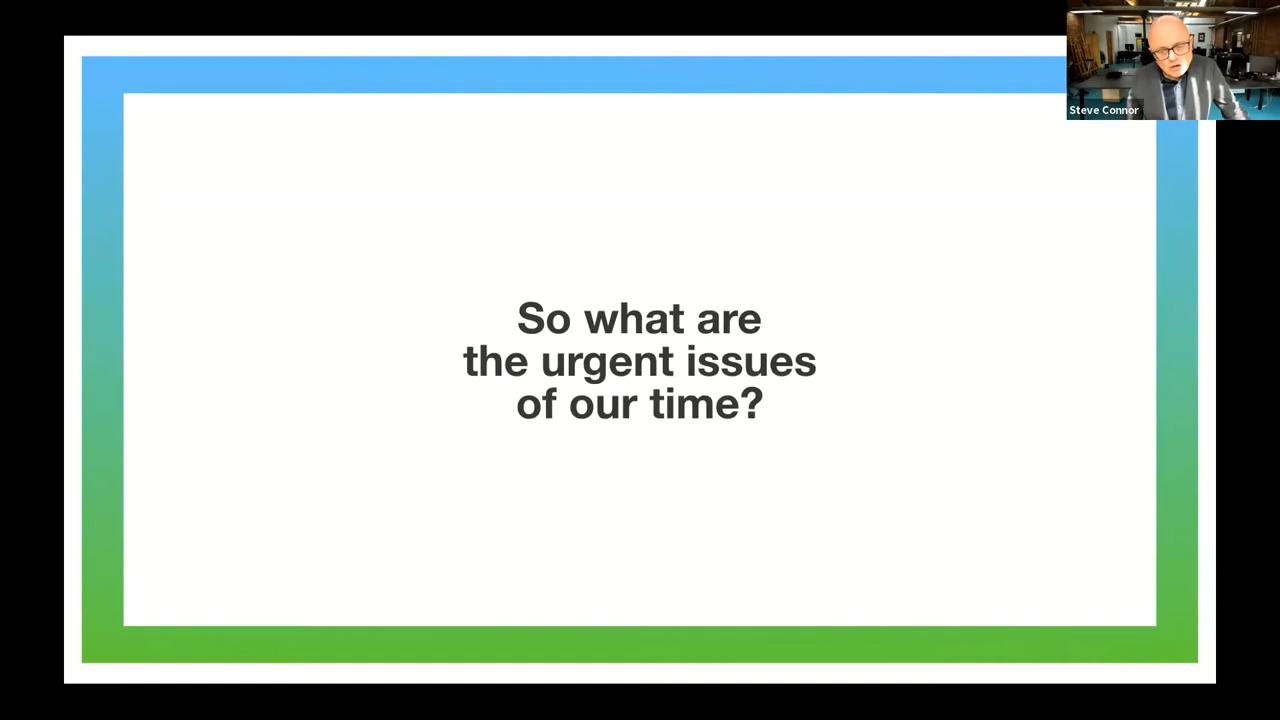 Steve Connor
So what are
the urgent issues
of our time?